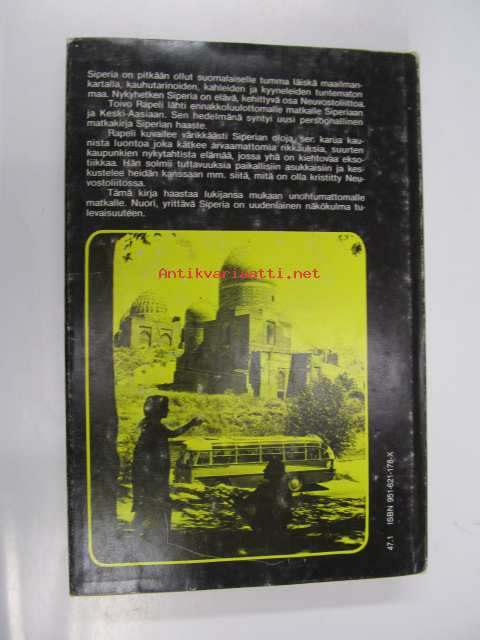 Siperia on pitkään ollut suomalaiselle tumma läiskä maailman-
kartalla, kauhutarinoiden, kahleiden ja kyyneleiden tuntematon
maa. Nykyhetken Siperia on elävä, kehittyvä osa Neuvostoliittoa.
Toivo Rapeli lähti ennakkoluulottomalle matkalle Siperiaan
ja Keski-Aasiaan. Sen hedelmänä syntyi uusi persoonallinen
matkakirja Siperian haaste.
Rapeli kuvailee värikkäästi Siperian oloja, sen karua kau-
nista luontoa joka kätkee arvaamattomia rikkauksia, suurten
kaupunkien nykytahtista elämää, jossa yhä on kiehtovaa ekso-
tiikkaa. Hän solmii tuttavuuksia paikallisiin asukkaisiin ja kes-
kustelee heidän kanssaan mm. siitä, mitä on olla kristitty Neu-
vostoliitossa.
Tämä kirja haastaa lukijansa mukaan unohtumattomalle
matkalle. Nuori, yrittävä Siperia on uudenlainen näkökulma tu-
levaisuuteen.
Antikvariaatti.net
47.1 ISBN 951-621-178-X